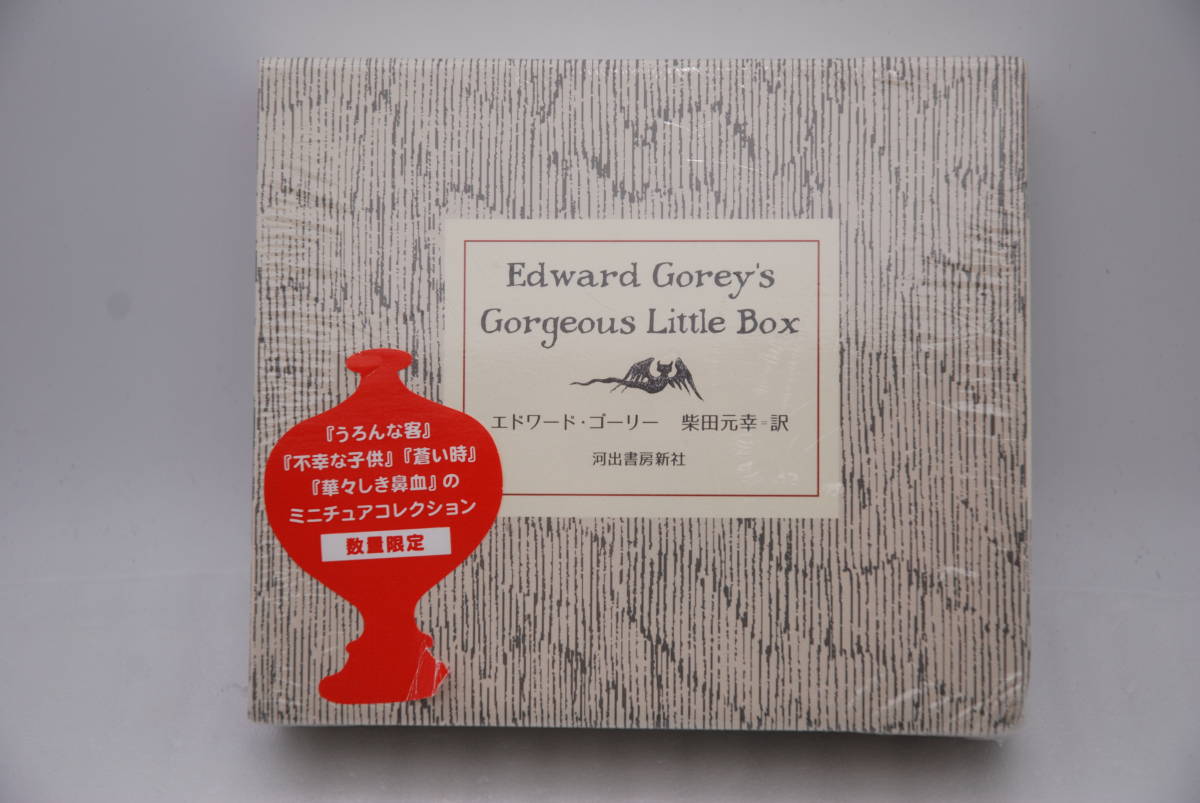 Edward Gorey's
Gorgeous Little Box
エドワード・ゴーリー 柴田元幸=訳
河出書房新社
『うろんな客』
『不幸な子供』『蒼い時』
『華々しき鼻血』の
ミニチュアコレクション
数量限定